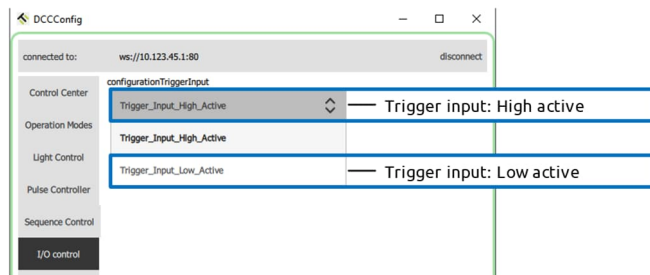 DCCConfig
connected to: ws://10.123.45.1:80 disconnect
configurationTriggerInput
Control Center
Trigger_Input_High_Active
Trigger input: High active
Operation Modes
Trigger_Input_High_Active
Light Control
Trigger_Input_Low_Active
Trigger input: Low active
Pulse Controller
Sequence Control
I/O control